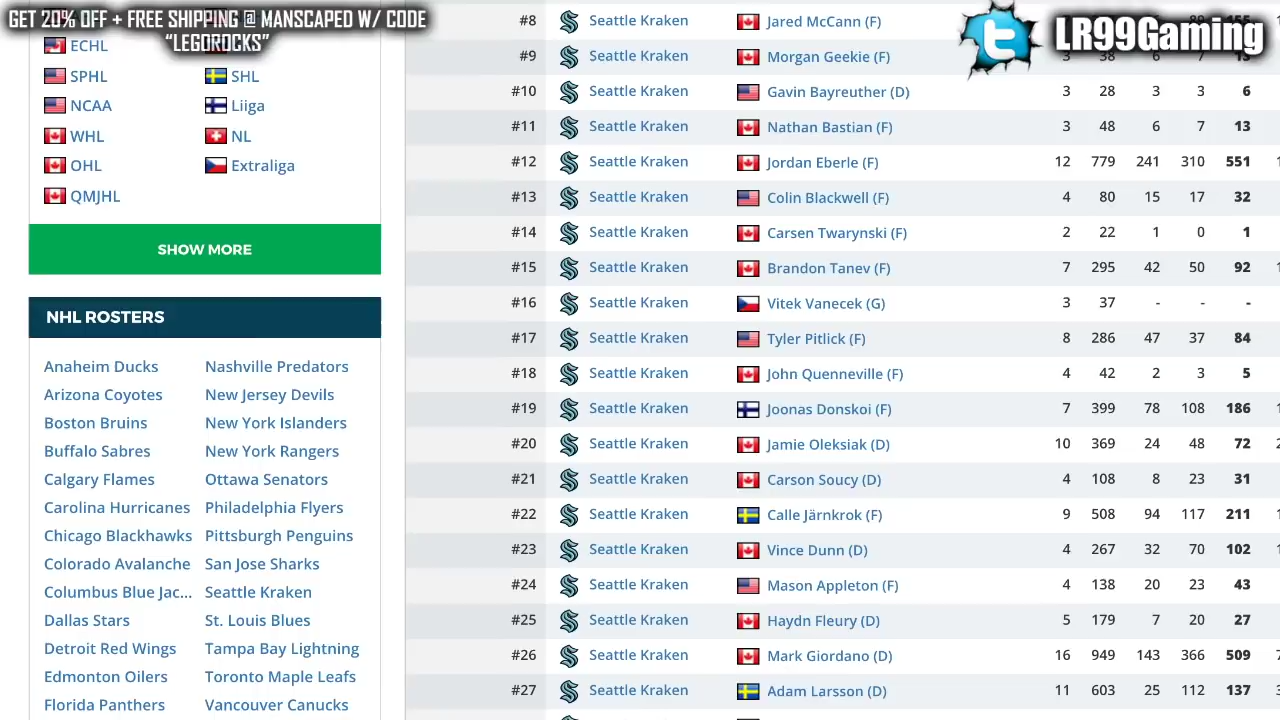 GET 20% OFF + FREE SHIPPING @ MANSCAPED W/ CODE
"LEGOROCKS"
LR99Gaming
ECHL
SPHL SHL
NCAA Liiga
WHL NL
OHL Extraliga
QMJHL
SHOW MORE
NHL ROSTERS
Anaheim Ducks Nashville Predators
Arizona Coyotes New Jersey Devils
Boston Bruins New York Islanders
Buffalo Sabres New York Rangers
Calgary Flames Ottawa Senators
Carolina Hurricanes Philadelphia Flyers
Chicago Blackhawks Pittsburgh Penguins
Colorado Avalanche San Jose Sharks
Columbus Blue Jac... Seattle Kraken
Dallas Stars St. Louis Blues
Detroit Red Wings Tampa Bay Lightning
Edmonton Oilers Toronto Maple Leafs
Florida Panthers Vancouver Canucks
#8 Seattle Kraken Jared McCann (F) 89 155
#9 Seattle Kraken Morgan Geekie (F) 3 38 6 7 13
#10 Seattle Kraken Gavin Bayreuther (D) 3 28 3 3 6
#11 Seattle Kraken Nathan Bastian (F) 3 48 6 7 13
#12 Seattle Kraken Jordan Eberle (F) 12 779 241 310 551
#13 Seattle Kraken Colin Blackwell (F) 4 80 15 17 32
#14 Seattle Kraken Carsen Twarynski (F) 2 22 1 0 1
#15 Seattle Kraken Brandon Tanev (F) 7 295 42 50 92
#16 Seattle Kraken Vitek Vanecek (G) 3 37 - - -
#17 Seattle Kraken Tyler Pitlick (F) 8 286 47 37 84
#18 Seattle Kraken John Quenneville (F) 4 42 2 3 5
#19 Seattle Kraken Joonas Donskoi (F) 7 399 78 108 186
#20 Seattle Kraken Jamie Oleksiak (D) 10 369 24 48 72
#21 Seattle Kraken Carson Soucy (D) 4 108 8 23 31
#22 Seattle Kraken Calle Järnkrok (F) 9 508 94 117 211
#23 Seattle Kraken Vince Dunn (D) 4 267 32 70 102
#24 Seattle Kraken Mason Appleton (F) 4 138 20 23 43
#25 Seattle Kraken Haydn Fleury (D) 5 179 7 20 27
#26 Seattle Kraken Mark Giordano (D) 16 949 143 366 509
#27 Seattle Kraken Adam Larsson (D) 11 603 25 112 137